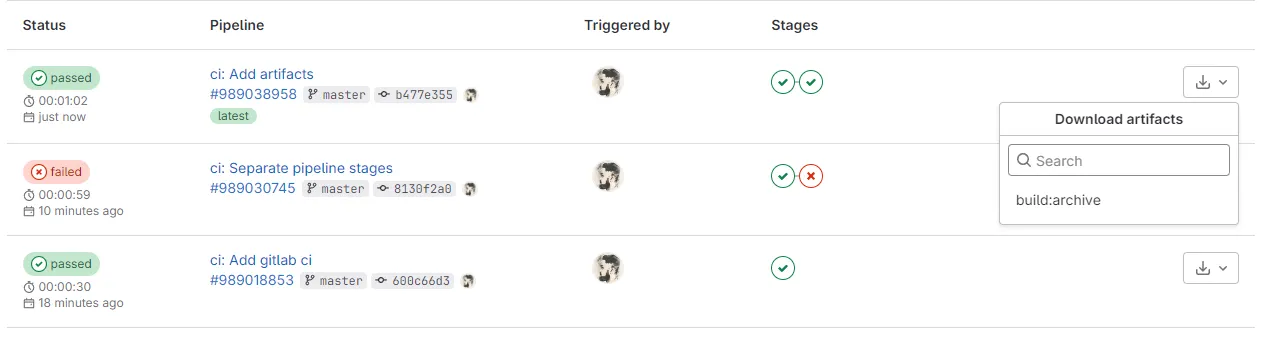 Status Pipeline Triggered by Stages
passed ci: Add artifacts
00:01:02 #989038958 master b477e355
just now latest
Download artifacts
Search
build:archive
failed ci: Separate pipeline stages
00:00:59 #989030745 master 8130f2a0
10 minutes ago
passed ci: Add gitlab ci
00:00:30 #989018853 master 600c66d3
18 minutes ago